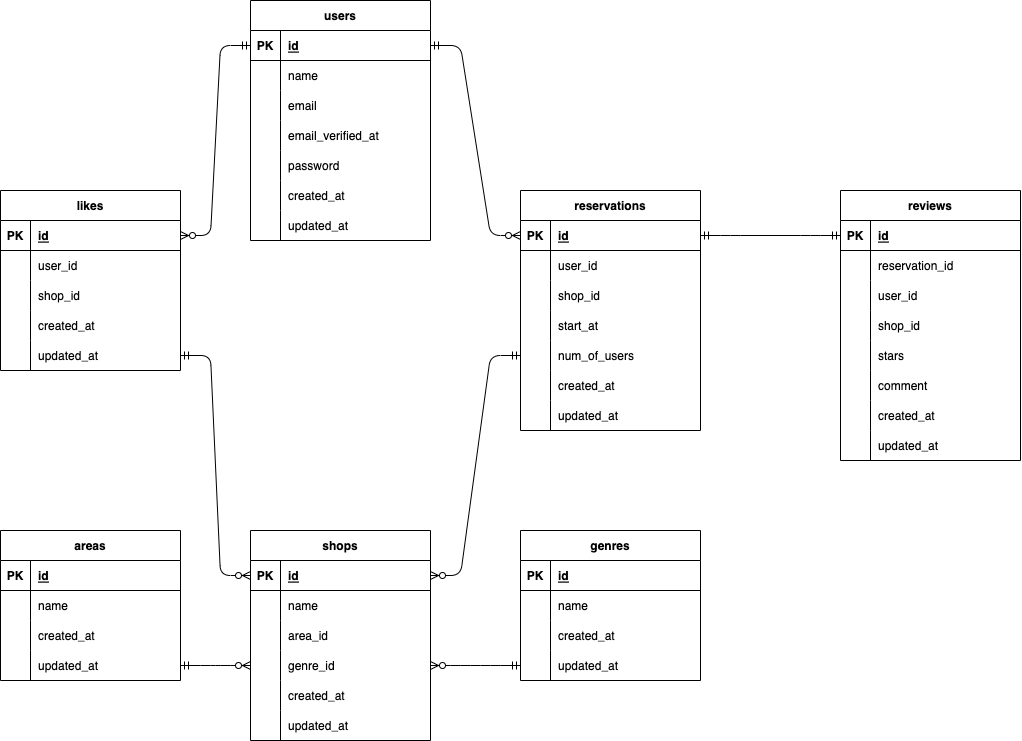 users
PK id
name
email
email_verified_at
password
created_at
updated_at
likes
PK id
user_id
shop_id
created_at
updated_at
reservations
PK id
user_id
shop_id
start_at
num_of_users
created_at
updated_at
reviews
PK id
reservation_id
user_id
shop_id
stars
comment
created_at
updated_at
areas
PK id
name
created_at
updated_at
shops
PK id
name
area_id
genre_id
created_at
updated_at
genres
PK id
name
created_at
updated_at